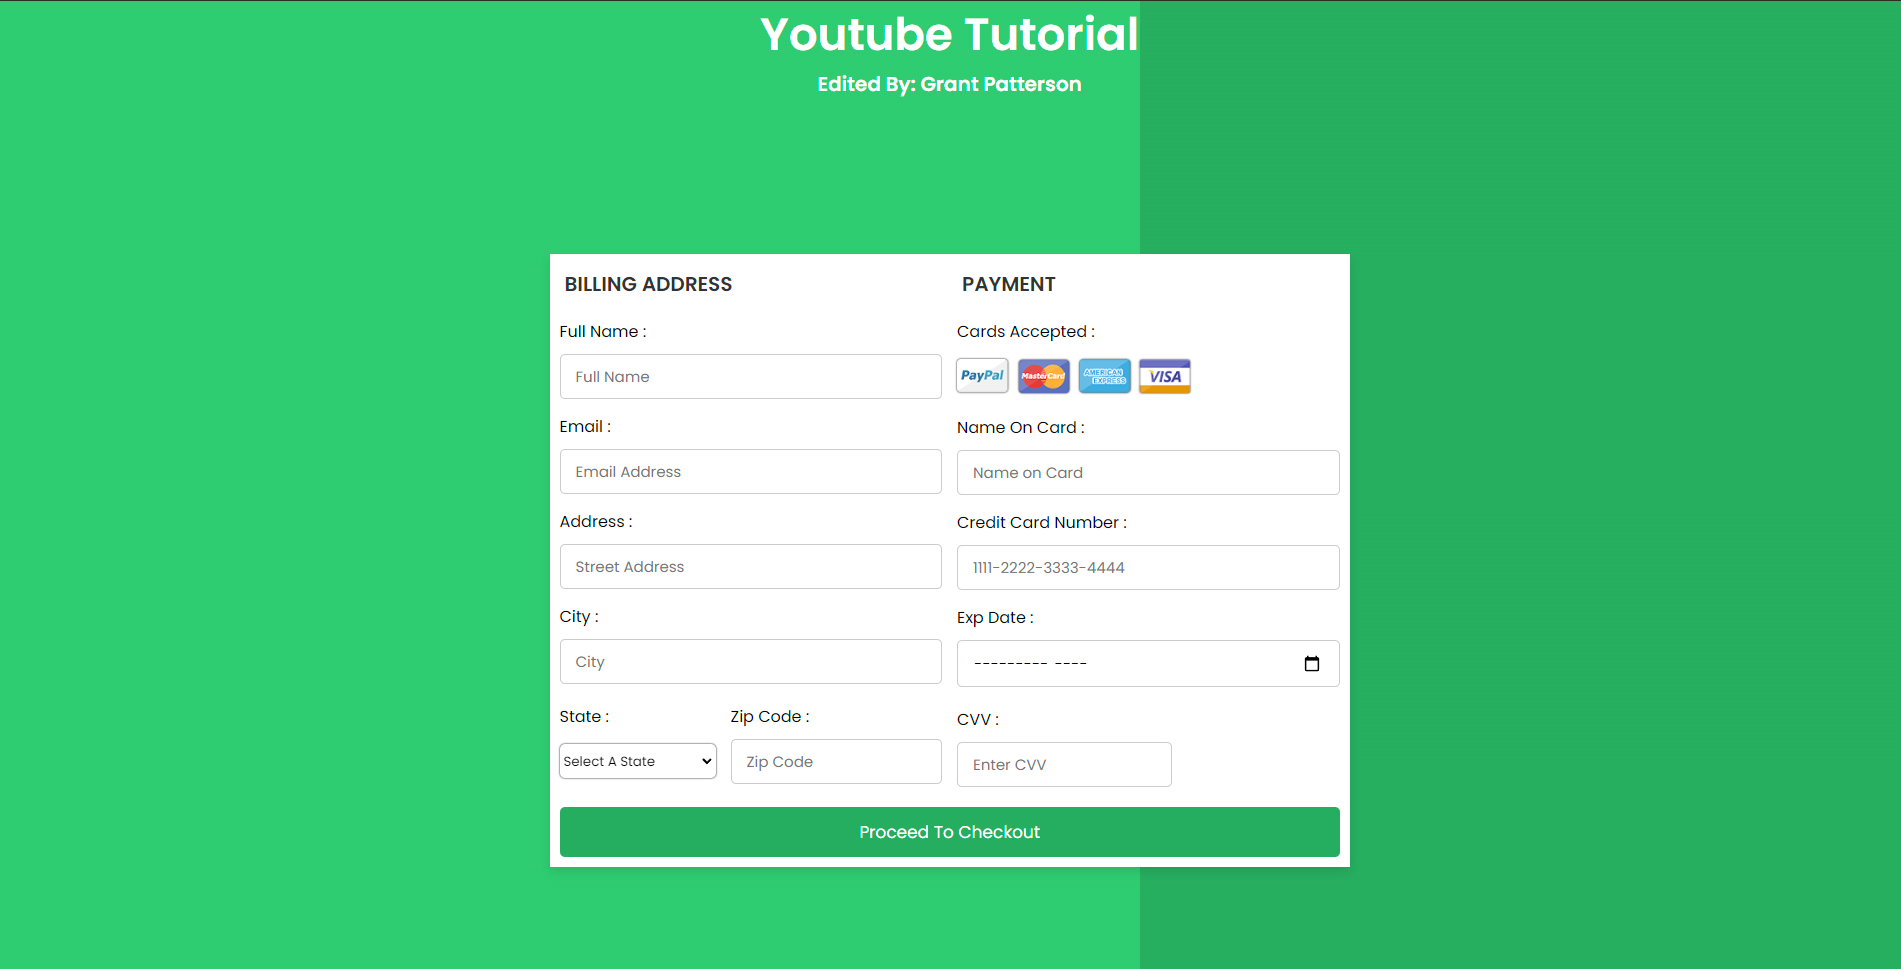 Youtube Tutorial
Edited By: Grant Patterson
BILLING ADDRESS
Full Name :
Full Name
Email :
Email Address
Address :
Street Address
City :
City
State :
Select A State
Zip Code :
Zip Code
PAYMENT
Cards Accepted :
PayPal
MasterCard
AMERICAN
EXPRESS
VISA
Name On Card :
Name on Card
Credit Card Number :
1111-2222-3333-4444
Exp Date :
--------- ----
CVV :
Enter CVV
Proceed To Checkout